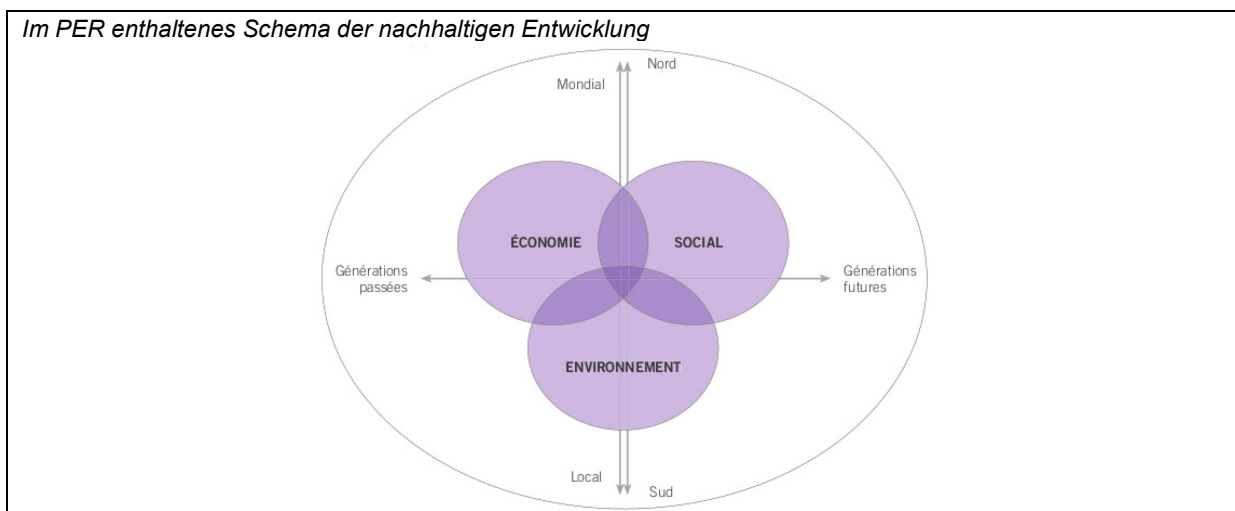 Im PER enthaltenes Schema der nachhaltigen Entwicklung
Nord
Mondial
ÉCONOMIE
SOCIAL
Générations
passées
Générations
futures
ENVIRONNEMENT
Local
Sud